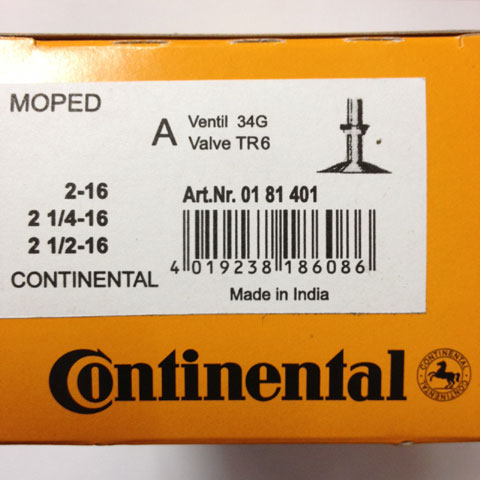 MOPED
A
Ventil 34G
Valve TR6
2-16
2 1/4-16
2 1/2-16
CONTINENTAL
Art.Nr. 01 81 401
4 019238 186086
Made in India
Continental
CONTINENTAL
CONTINENTAL